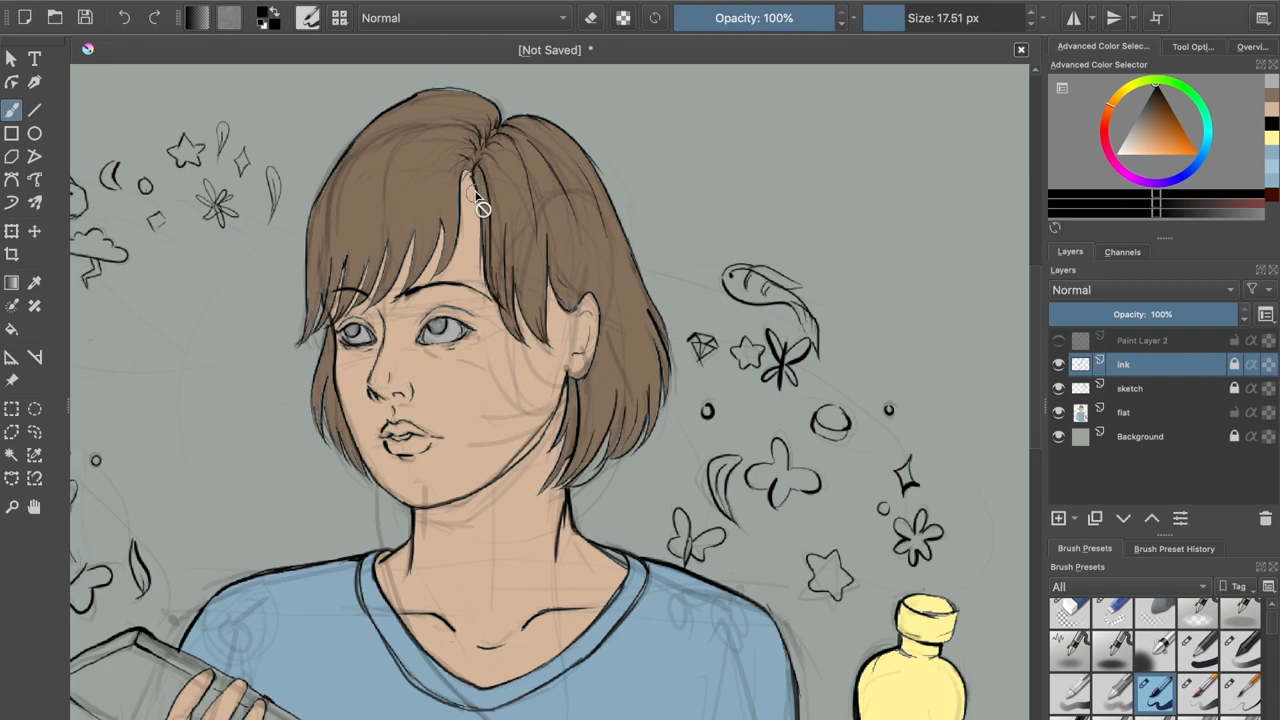 Normal
Opacity: 100%
Size: 17.51 px
[Not Saved] *
Advanced Color Selec...
Tool Opti...
Overvi...
Advanced Color Selector
Layers
Channels
Layers
Normal
Opacity: 100%
Paint Layer 2
ink
sketch
flat
Background
Brush Presets
Brush Preset History
Brush Presets
All
Tag